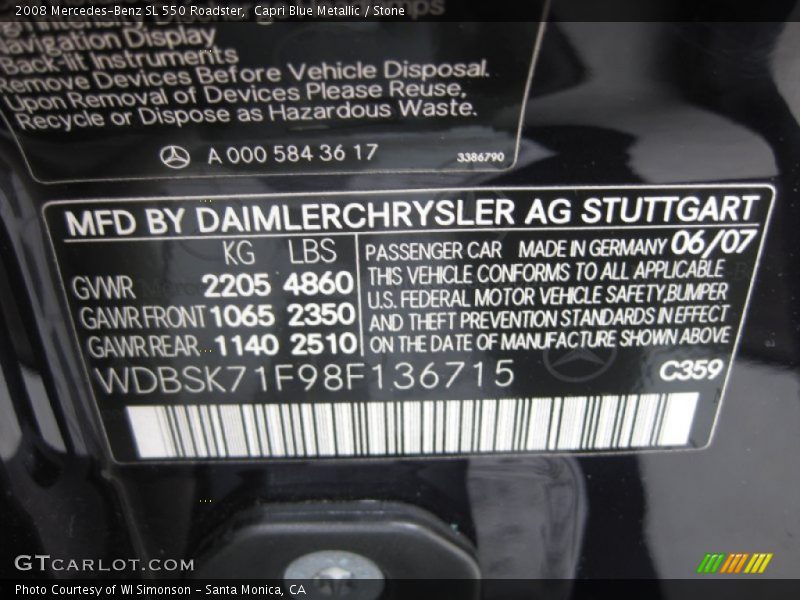 2008 Mercedes-Benz SL 550 Roadster,  Capri Blue Metallic / Stone
Navigation Display
Back-lit Instruments
Remove Devices Before Vehicle Disposal.
Upon Removal of Devices Please Reuse,
Recycle or Dispose as Hazardous Waste.
A 000 584 36 17
3386790
MFD BY DAIMLERCHRYSLER AG STUTTGART
KG LBS
GVWR 2205 4860
GAWR FRONT 1065 2350
GAWR REAR 1140 2510
PASSENGER CAR MADE IN GERMANY 06/07
THIS VEHICLE CONFORMS TO ALL APPLICABLE
U.S. FEDERAL MOTOR VEHICLE SAFETY,BUMPER
AND THEFT PREVENTION STANDARDS IN EFFECT
ON THE DATE OF MANUFACTURE SHOWN ABOVE
WDBSK71F98F136715
C359
GTCARLOT.COM
Photo Courtesy of WI Simonson - Santa Monica, CA